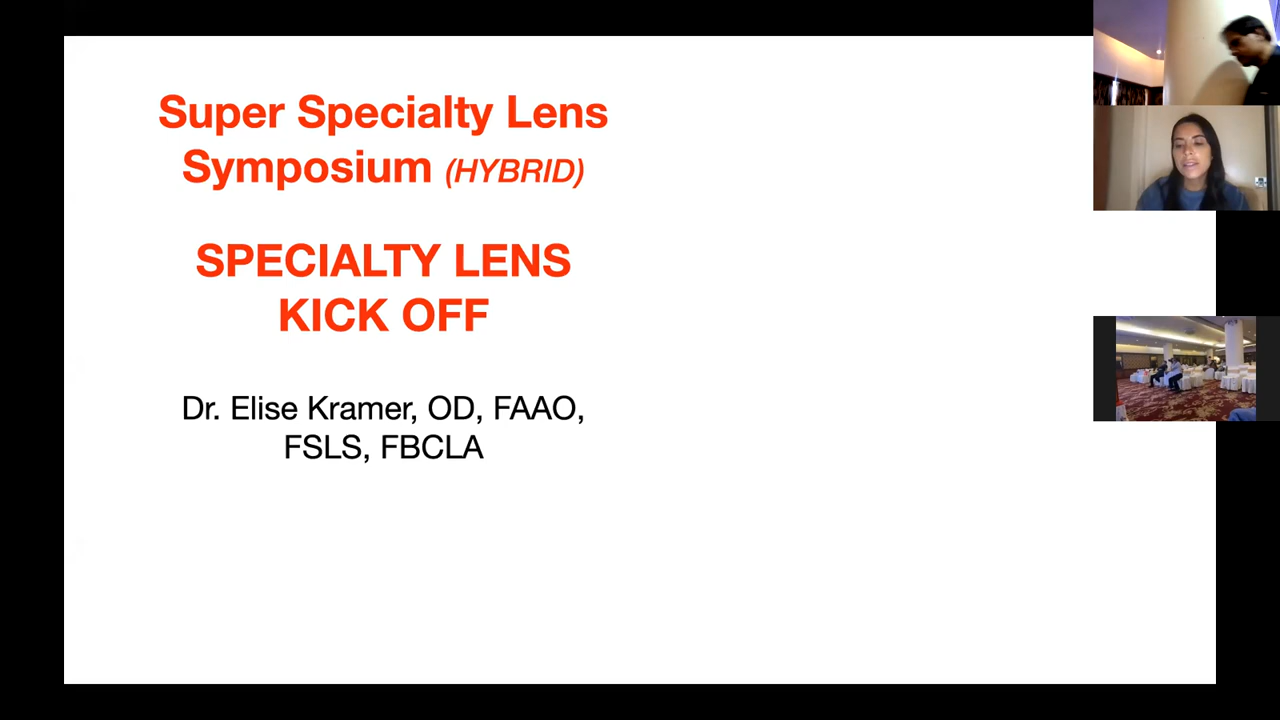 Super Specialty Lens
Symposium (HYBRID)
SPECIALTY LENS
KICK OFF
Dr. Elise Kramer, OD, FAAO,
FSLS, FBCLA